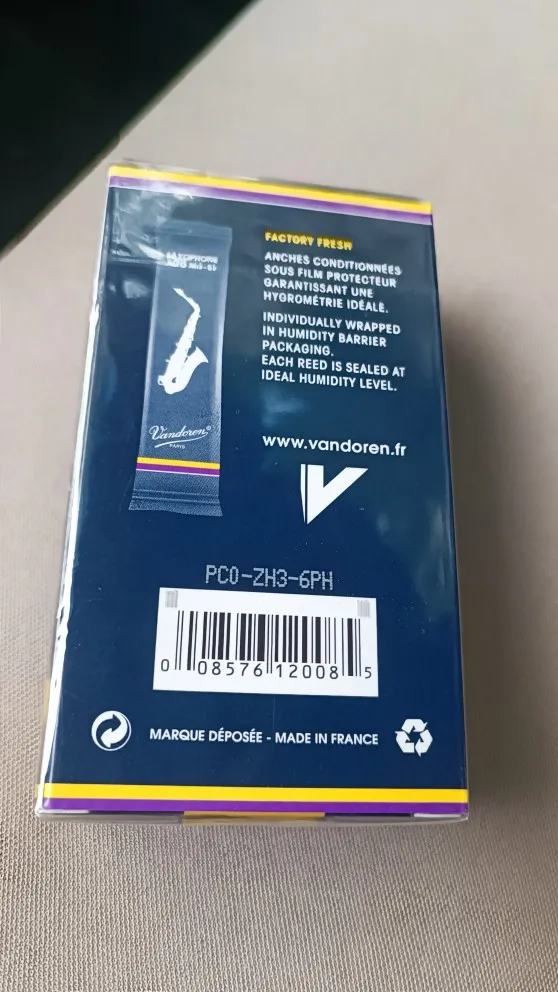 FACTORY FRESH
ANCHES CONDITIONNÉES
SOUS FILM PROTECTEUR
GARANTISSANT UNE
HYGROMÉTRIE IDÉALE.
INDIVIDUALLY WRAPPED
IN HUMIDITY BARRIER
PACKAGING.
EACH REED IS SEALED AT
IDEAL HUMIDITY LEVEL.
SAXOPHONE
Vandoren®
PARIS
www.vandoren.fr
PC0-ZH3-6PH
0 08576 12008 5
MARQUE DÉPOSÉE - MADE IN FRANCE